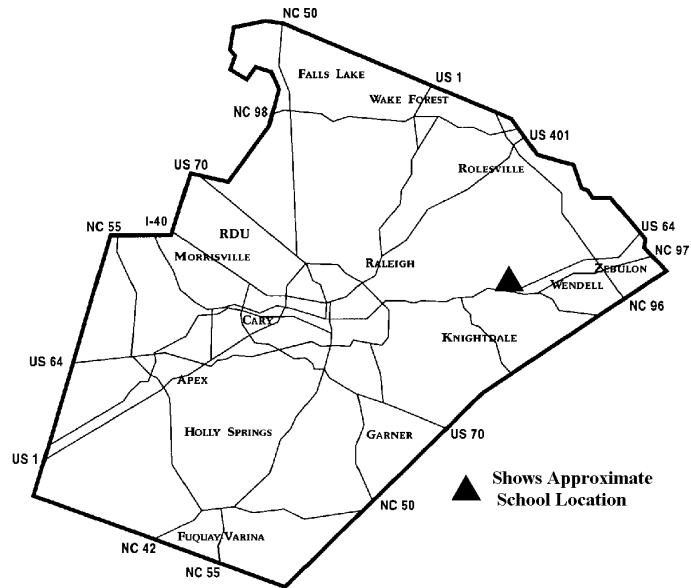 NC 50
FALLS LAKE
US 1
WAKE FOREST
NC 98
US 401
ROLESVILLE
US 70
NC 55
I-40
RDU
MORRISVILLE
RALEIGH
US 64
NC 97
ZEBULON
WENDELL
NC 96
CARY
KNIGHTDALE
US 64
APEX
HOLLY SPRINGS
GARNER
US 70
US 1
Shows Approximate
School Location
NC 50
FUQUAY VARINA
NC 42
NC 55